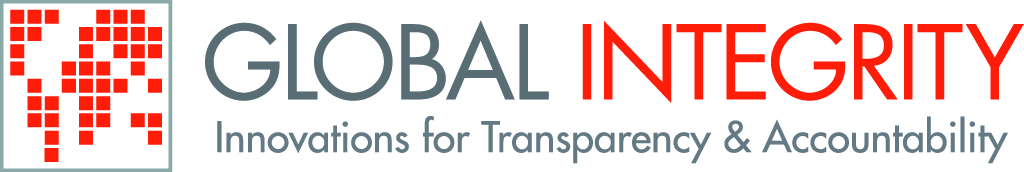 GLOBAL INTEGRITY
Innovations for Transparency & Accountability